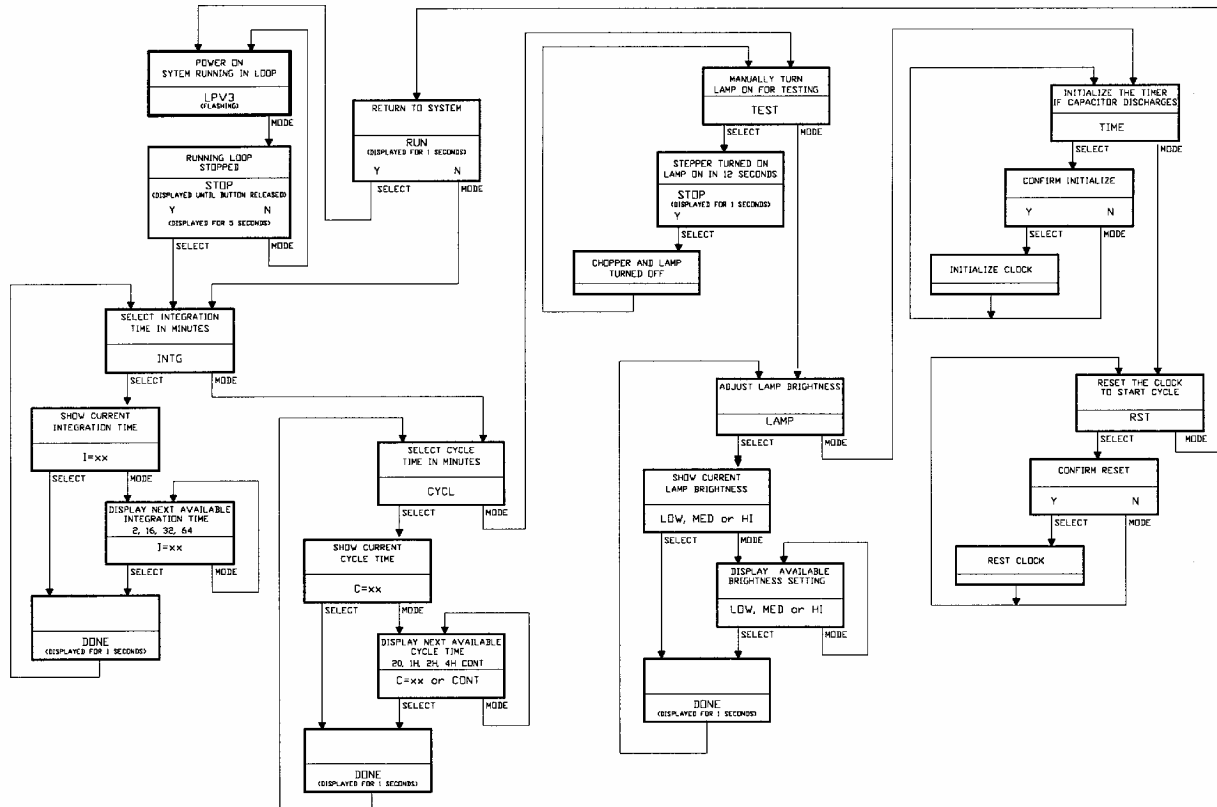 POWER ON
SYTEM RUNNING IN LOOP
LPV3
(FLASHING)
MODE
RUNNING LOOP
STOPPED
STOP
(DISPLAYED UNTIL BUTTON RELEASED)
Y N
(DISPLAYED FOR 5 SECONDS)
SELECT MODE
RETURN TO SYSTEM
RUN
(DISPLAYED FOR 1 SECONDS)
Y N
SELECT MODE
SELECT INTEGRATION
TIME IN MINUTES
INTG
SELECT MODE
SHOW CURRENT
INTEGRATION TIME
I=xx
SELECT MODE
DISPLAY NEXT AVAILABLE
INTEGRATION TIME
2, 16, 32, 64
I=xx
SELECT MODE
DONE
(DISPLAYED FOR 1 SECONDS)
SELECT CYCLE
TIME IN MINUTES
CYCL
SELECT MODE
SHOW CURRENT
CYCLE TIME
C=xx
SELECT MODE
DISPLAY NEXT AVAILABLE
CYCLE TIME
20, 1H, 2H, 4H CONT
C=xx or CONT
SELECT MODE
DONE
(DISPLAYED FOR 1 SECONDS)
MANUALLY TURN
LAMP ON FOR TESTING
TEST
SELECT MODE
STEPPER TURNED ON
LAMP ON IN 12 SECONDS
STOP
(DISPLAYED FOR 1 SECONDS)
Y
SELECT
CHOPPER AND LAMP
TURNED OFF
ADJUST LAMP BRIGHTNESS
LAMP
SELECT MODE
SHOW CURRENT
LAMP BRIGHTNESS
LOW, MED or HI
SELECT MODE
DISPLAY AVAILABLE
BRIGHTNESS SETTING
LOW, MED or HI
SELECT MODE
DONE
(DISPLAYED FOR 1 SECONDS)
INITIALIZE THE TIMER
IF CAPACITOR DISCHARGES
TIME
SELECT MODE
CONFIRM INITIALIZE
Y N
SELECT MODE
INITIALIZE CLOCK
RESET THE CLOCK
TO START CYCLE
RST
SELECT MODE
CONFIRM RESET
Y N
SELECT MODE
REST CLOCK